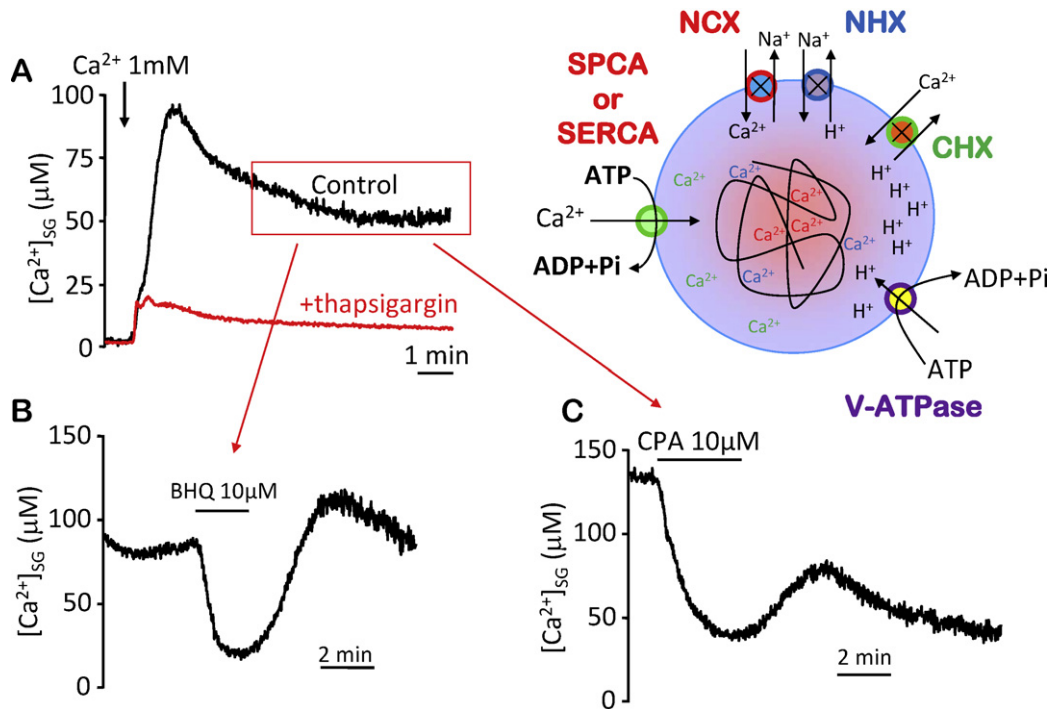 A
Ca²⁺ 1mM
100
75
50
25
0
[Ca²⁺]SG (µM)
Control
+thapsigargin
1 min
NCX
NHX
SPCA
or
SERCA
CHX
Na⁺
Na⁺
Ca²⁺
H⁺
Ca²⁺
ATP
Ca²⁺
ADP+Pi
Ca²⁺
Ca²⁺
Ca²⁺
Ca²⁺
Ca²⁺
Ca²⁺
Ca²⁺
Ca²⁺
Ca²⁺
H⁺
H⁺
H⁺
H⁺
H⁺
H⁺
H⁺
ADP+Pi
ATP
V-ATPase
B
150
100
50
0
[Ca²⁺]SG (µM)
BHQ 10µM
2 min
C
150
100
50
0
[Ca²⁺]SG (µM)
CPA 10µM
2 min